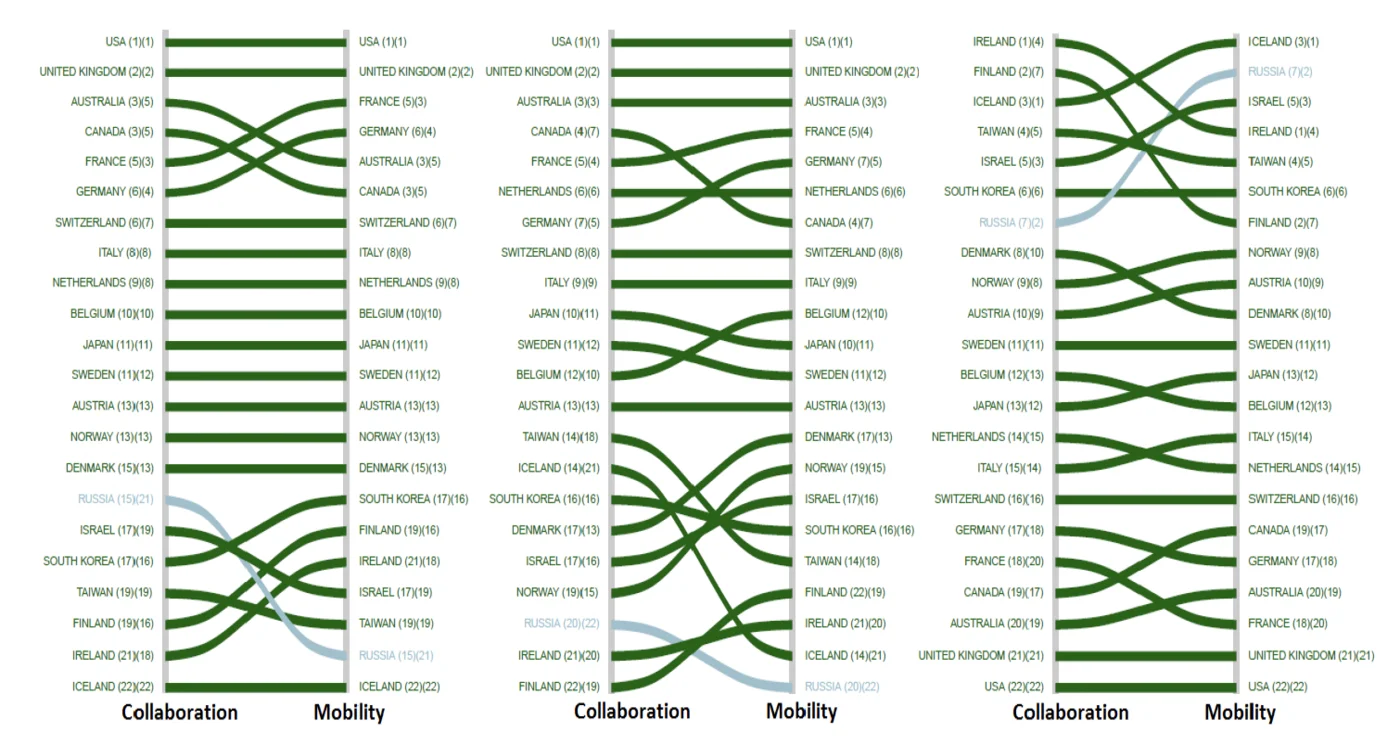 USA (1)(1) USA (1)(1) USA (1)(1) USA (1)(1) IRELAND (1)(4) ICELAND (3)(1)
UNITED KINGDOM (2)(2) UNITED KINGDOM (2)(2) UNITED KINGDOM (2)(2) UNITED KINGDOM (2)(2) FINLAND (2)(7) RUSSIA (7)(2)
AUSTRALIA (3)(5) FRANCE (5)(3) AUSTRALIA (3)(3) AUSTRALIA (3)(3) ICELAND (3)(1) ISRAEL (5)(3)
CANADA (3)(5) GERMANY (6)(4) CANADA (4)(7) FRANCE (5)(4) TAIWAN (4)(5) IRELAND (1)(4)
FRANCE (5)(3) AUSTRALIA (3)(5) FRANCE (5)(4) GERMANY (7)(5) ISRAEL (5)(3) TAIWAN (4)(5)
GERMANY (6)(4) CANADA (3)(5) NETHERLANDS (6)(6) NETHERLANDS (6)(6) SOUTH KOREA (6)(6) SOUTH KOREA (6)(6)
SWITZERLAND (6)(7) SWITZERLAND (6)(7) GERMANY (7)(5) CANADA (4)(7) RUSSIA (7)(2) FINLAND (2)(7)
ITALY (8)(8) ITALY (8)(8) SWITZERLAND (8)(8) SWITZERLAND (8)(8) DENMARK (8)(10) NORWAY (9)(8)
NETHERLANDS (9)(8) NETHERLANDS (9)(8) ITALY (9)(9) ITALY (9)(9) NORWAY (9)(8) AUSTRIA (10)(9)
BELGIUM (10)(10) BELGIUM (10)(10) JAPAN (10)(11) BELGIUM (12)(10) AUSTRIA (10)(9) DENMARK (8)(10)
JAPAN (11)(11) JAPAN (11)(11) SWEDEN (11)(12) JAPAN (10)(11) SWEDEN (11)(11) SWEDEN (11)(11)
SWEDEN (11)(12) SWEDEN (11)(12) BELGIUM (12)(10) SWEDEN (11)(12) BELGIUM (12)(13) JAPAN (13)(12)
AUSTRIA (13)(13) AUSTRIA (13)(13) AUSTRIA (13)(13) AUSTRIA (13)(13) JAPAN (13)(12) BELGIUM (12)(13)
NORWAY (13)(13) NORWAY (13)(13) TAIWAN (14)(18) DENMARK (17)(13) NETHERLANDS (14)(15) ITALY (15)(14)
DENMARK (15)(13) DENMARK (15)(13) ICELAND (14)(21) NORWAY (19)(15) ITALY (15)(14) NETHERLANDS (14)(15)
RUSSIA (15)(21) SOUTH KOREA (17)(16) SOUTH KOREA (16)(16) ISRAEL (17)(16) SWITZERLAND (16)(16) SWITZERLAND (16)(16)
ISRAEL (17)(19) FINLAND (19)(16) DENMARK (17)(13) SOUTH KOREA (16)(16) GERMANY (17)(18) CANADA (19)(17)
SOUTH KOREA (17)(16) IRELAND (21)(18) ISRAEL (17)(16) TAIWAN (14)(18) FRANCE (18)(20) GERMANY (17)(18)
TAIWAN (19)(19) ISRAEL (17)(19) NORWAY (19)(15) FINLAND (22)(19) CANADA (19)(17) AUSTRALIA (20)(19)
FINLAND (19)(16) TAIWAN (19)(19) RUSSIA (20)(22) IRELAND (21)(20) AUSTRALIA (20)(19) FRANCE (18)(20)
IRELAND (21)(18) RUSSIA (15)(21) IRELAND (21)(20) ICELAND (14)(21) UNITED KINGDOM (21)(21) UNITED KINGDOM (21)(21)
ICELAND (22)(22) ICELAND (22)(22) FINLAND (22)(19) RUSSIA (20)(22) USA (22)(22) USA (22)(22)
Collaboration Mobility Collaboration Mobility Collaboration Mobility